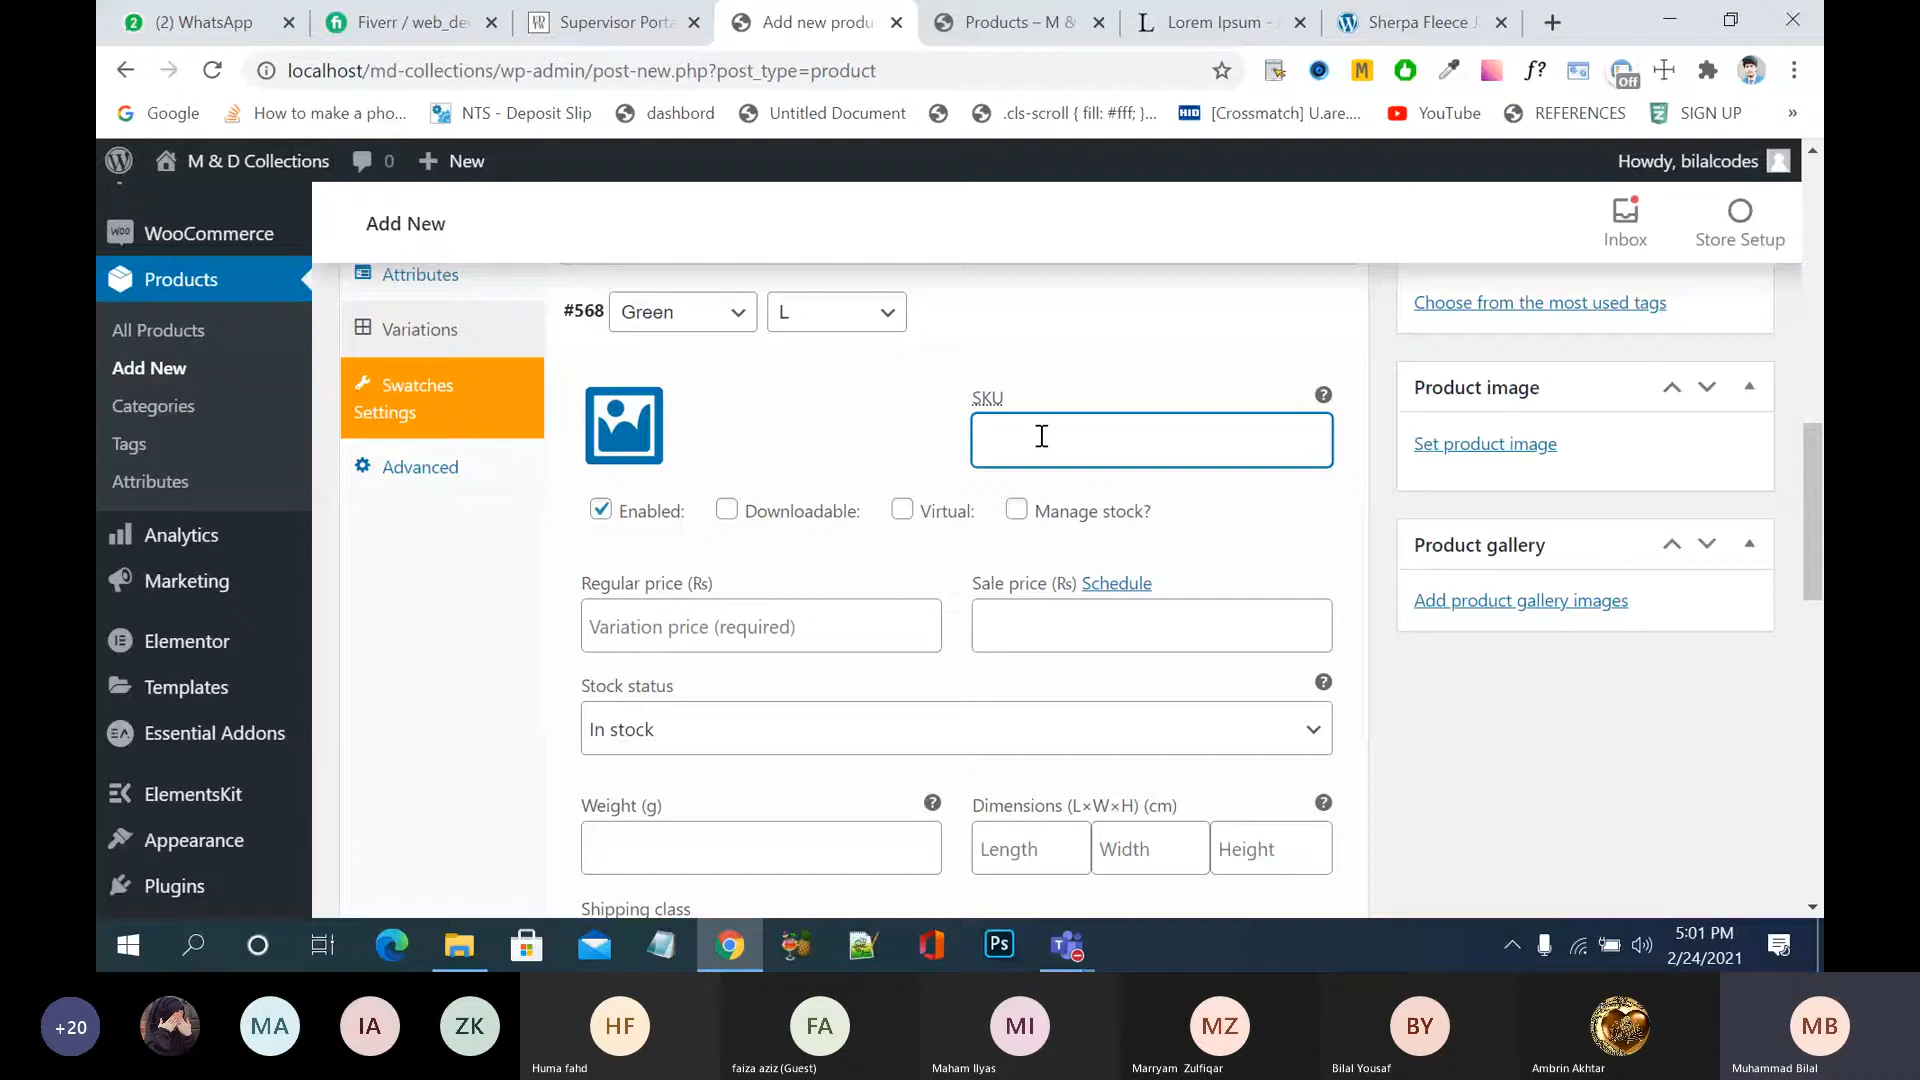 (2) WhatsApp
Fiverr / web_de
Supervisor Porta
Add new produ
Products – M &
Lorem Ipsum -
Sherpa Fleece J
localhost/md-collections/wp-admin/post-new.php?post_type=product
M
f?
Off
Google
How to make a pho...
NTS - Deposit Slip
dashbord
Untitled Document
.cls-scroll { fill: #fff; }...
HID
[Crossmatch] U.are....
YouTube
REFERENCES
SIGN UP
»
M & D Collections
0
New
Howdy, bilalcodes
Add New
Inbox
Store Setup
Woo
WooCommerce
Products
All Products
Add New
Categories
Tags
Attributes
Analytics
Marketing
Elementor
Templates
EA
Essential Addons
ElementsKit
Appearance
Plugins
Attributes
Variations
Swatches
Settings
Advanced
#568
Green
L
SKU
Enabled:
Downloadable:
Virtual:
Manage stock?
Regular price (₨)
Variation price (required)
Sale price (₨) Schedule
Stock status
In stock
Weight (g)
Dimensions (L×W×H) (cm)
Length
Width
Height
Shipping class
Choose from the most used tags
Product image
Set product image
Product gallery
Add product gallery images
Ps
5:01 PM
2/24/2021
+20
MA
IA
ZK
HF
Huma fahd
FA
faiza aziz (Guest)
MI
Maham Ilyas
MZ
Marryam Zulfiqar
BY
Bilal Yousaf
Ambrin Akhtar
MB
Muhammad Bilal